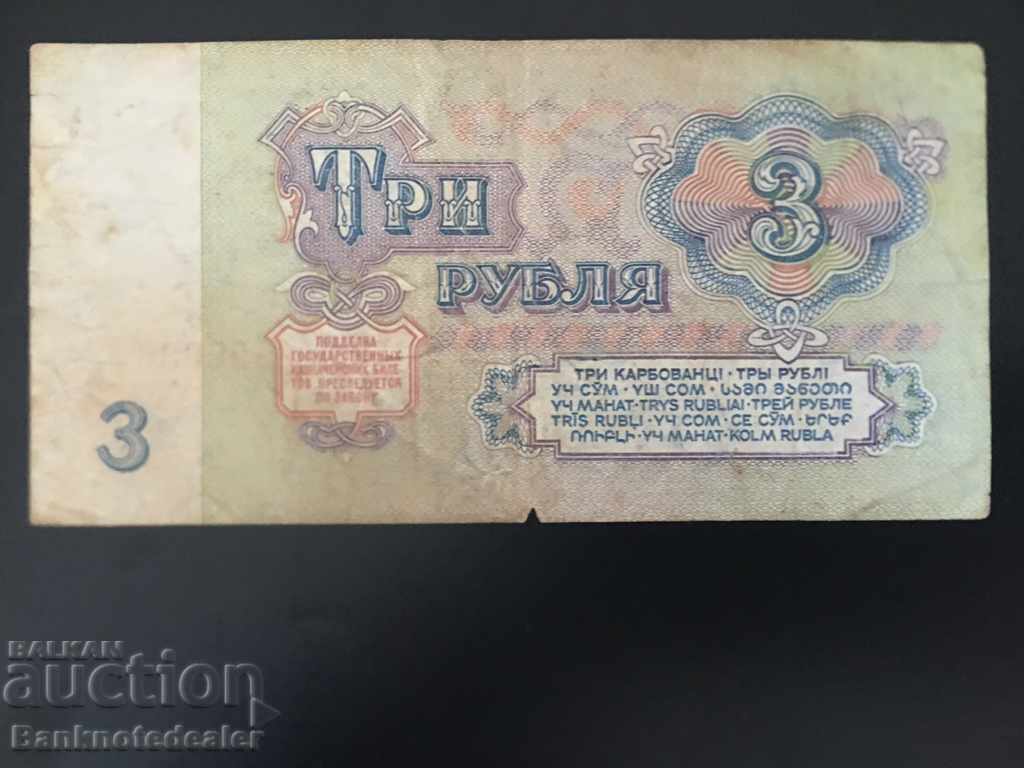 ТРИ
РУБЛЯ
3
ПОДДЕЛКА
ГОСУДАРСТВЕННЫХ
КАЗНАЧЕЙСКИХ БИЛЕ-
ТОВ ПРЕСЛЕДУЕТСЯ
ПО ЗАКОНУ
ТРИ КАРБОВАНЦІ · ТРЫ РУБЛІ
УЧ СЎМ · ҮШ СОМ · ᲡᲐᲛᲘ ᲛᲐᲜᲔᲗᲘ
ҮЧ МАНАТ · TRYS RUBLIAI · ТРЕЙ РУБЛЕ
TRĪS RUBĻI · ҮЧ СОМ · СЕ СӮМ · ԵՐԵՔ
ՌՈՒԲԼԻ · ҮЧ МАНАТ · KOLM RUBLA
3
BALKAN
auction
Banknotedealer